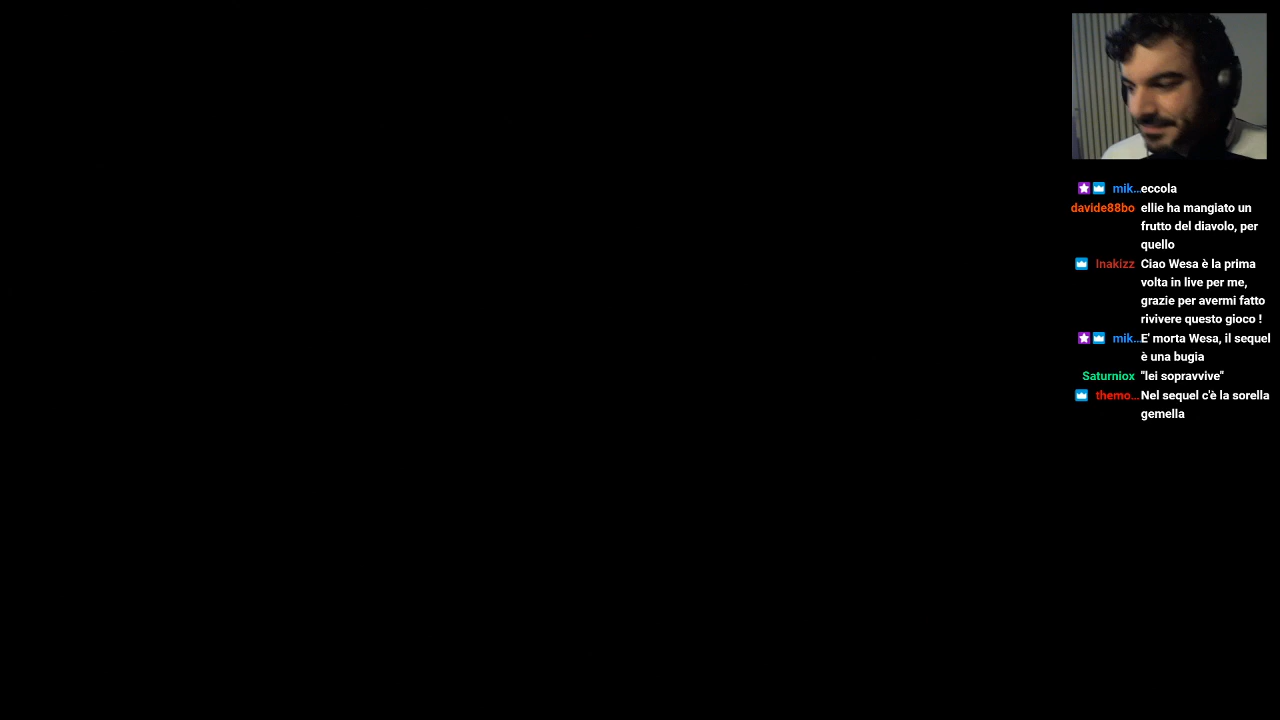 mik… eccola
davide88bo ellie ha mangiato un
frutto del diavolo, per
quello
Inakizz Ciao Wesa è la prima
volta in live per me,
grazie per avermi fatto
rivivere questo gioco !
mik… E' morta Wesa, il sequel
è una bugia
Saturniox "lei sopravvive"
themo… Nel sequel c'è la sorella
gemella